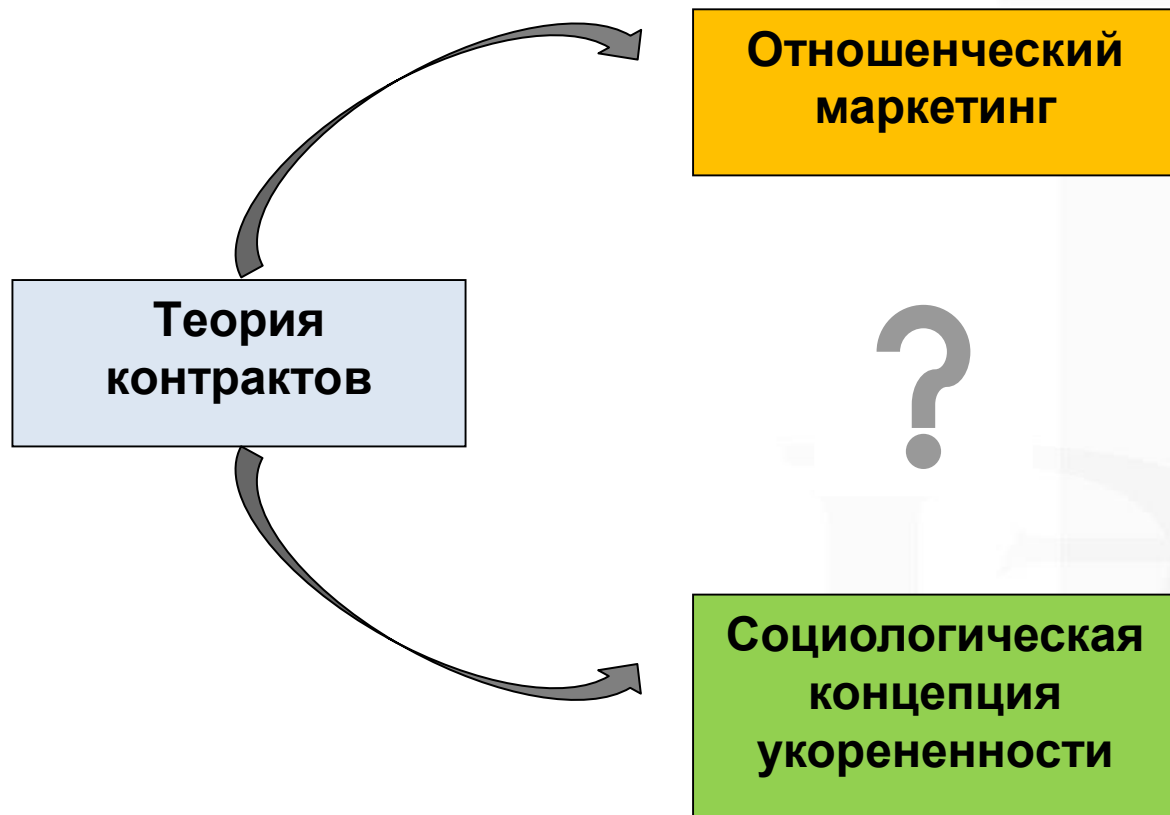 Отношенческий
маркетинг
Теория
контрактов
?
Социологическая
концепция
укорененности